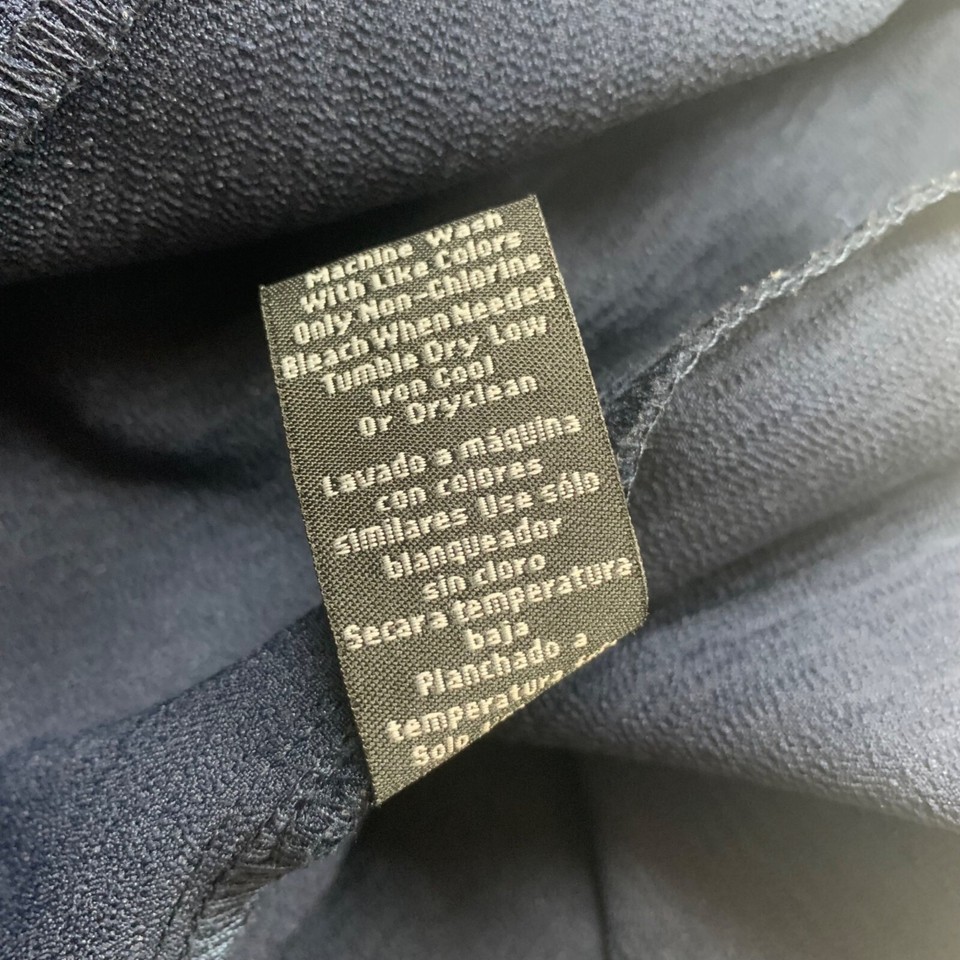 Machine Wash
With Like Colors
Only Non-Chlorine
Bleach When Needed
Tumble Dry Low
Iron Cool
Or Dryclean
Lavado a máquina
con colores
similares Use sólo
blanqueador
sin cloro
Secar a temperatura
baja
Planchado a
temperatura
Solo